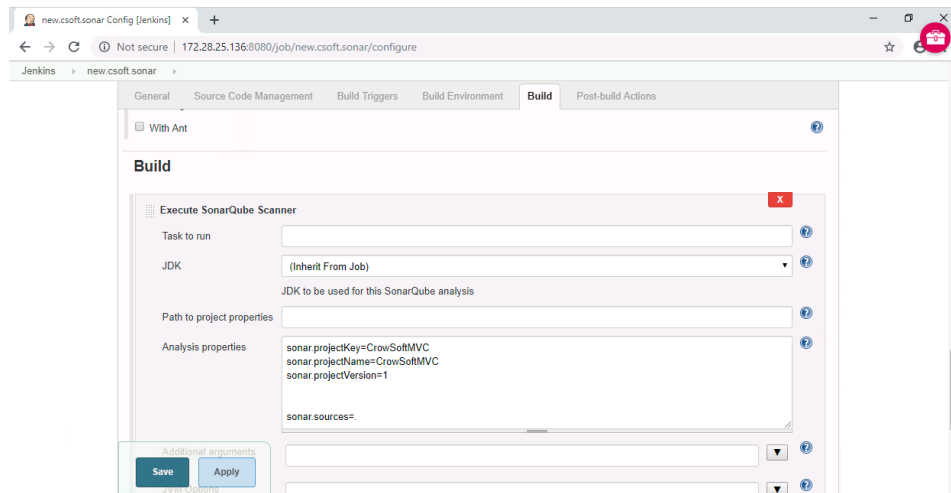 new.csoft.sonar Config [Jenkins]
Not secure | 172.28.25.136:8080/job/new.csoft.sonar/configure
Jenkins new.csoft.sonar
General Source Code Management Build Triggers Build Environment Build Post-build Actions
With Ant
Build
X
Execute SonarQube Scanner
Task to run
JDK (Inherit From Job)
JDK to be used for this SonarQube analysis
Path to project properties
Analysis properties sonar.projectKey=CrowSoftMVC
sonar.projectName=CrowSoftMVC
sonar.projectVersion=1
sonar.sources=.
Additional arguments
Save Apply
JVM Options